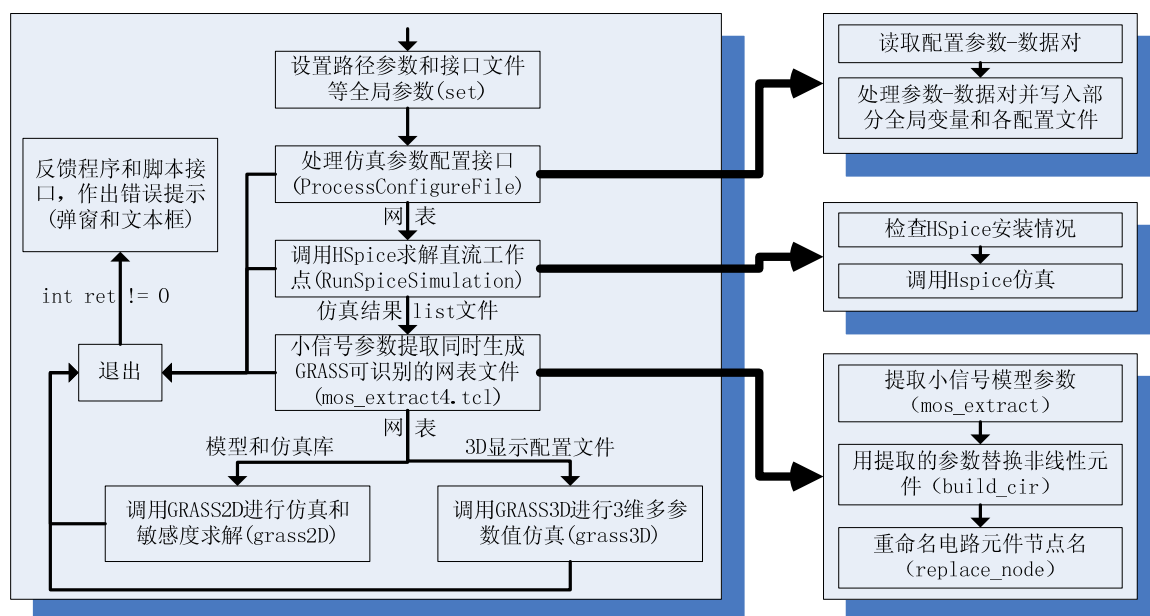 设置路径参数和接口文件
等全局参数(set)
处理仿真参数配置接口
(ProcessConfigureFile)
网 表
调用HSpice求解直流工作
点(RunSpiceSimulation)
仿真结果 list文件
小信号参数提取同时生成
GRASS可识别的网表文件
(mos_extract4.tcl)
网 表
模型和仿真库
3D显示配置文件
调用GRASS2D进行仿真和
敏感度求解(grass2D)
调用GRASS3D进行3维多参
数值仿真(grass3D)
反馈程序和脚本接
口，作出错误提示
(弹窗和文本框)
int ret != 0
退出
读取配置参数-数据对
处理参数-数据对并写入部
分全局变量和各配置文件
检查HSpice安装情况
调用Hspice仿真
提取小信号模型参数
（mos_extract）
用提取的参数替换非线性元
件（build_cir）
重命名电路元件节点名
（replace_node）